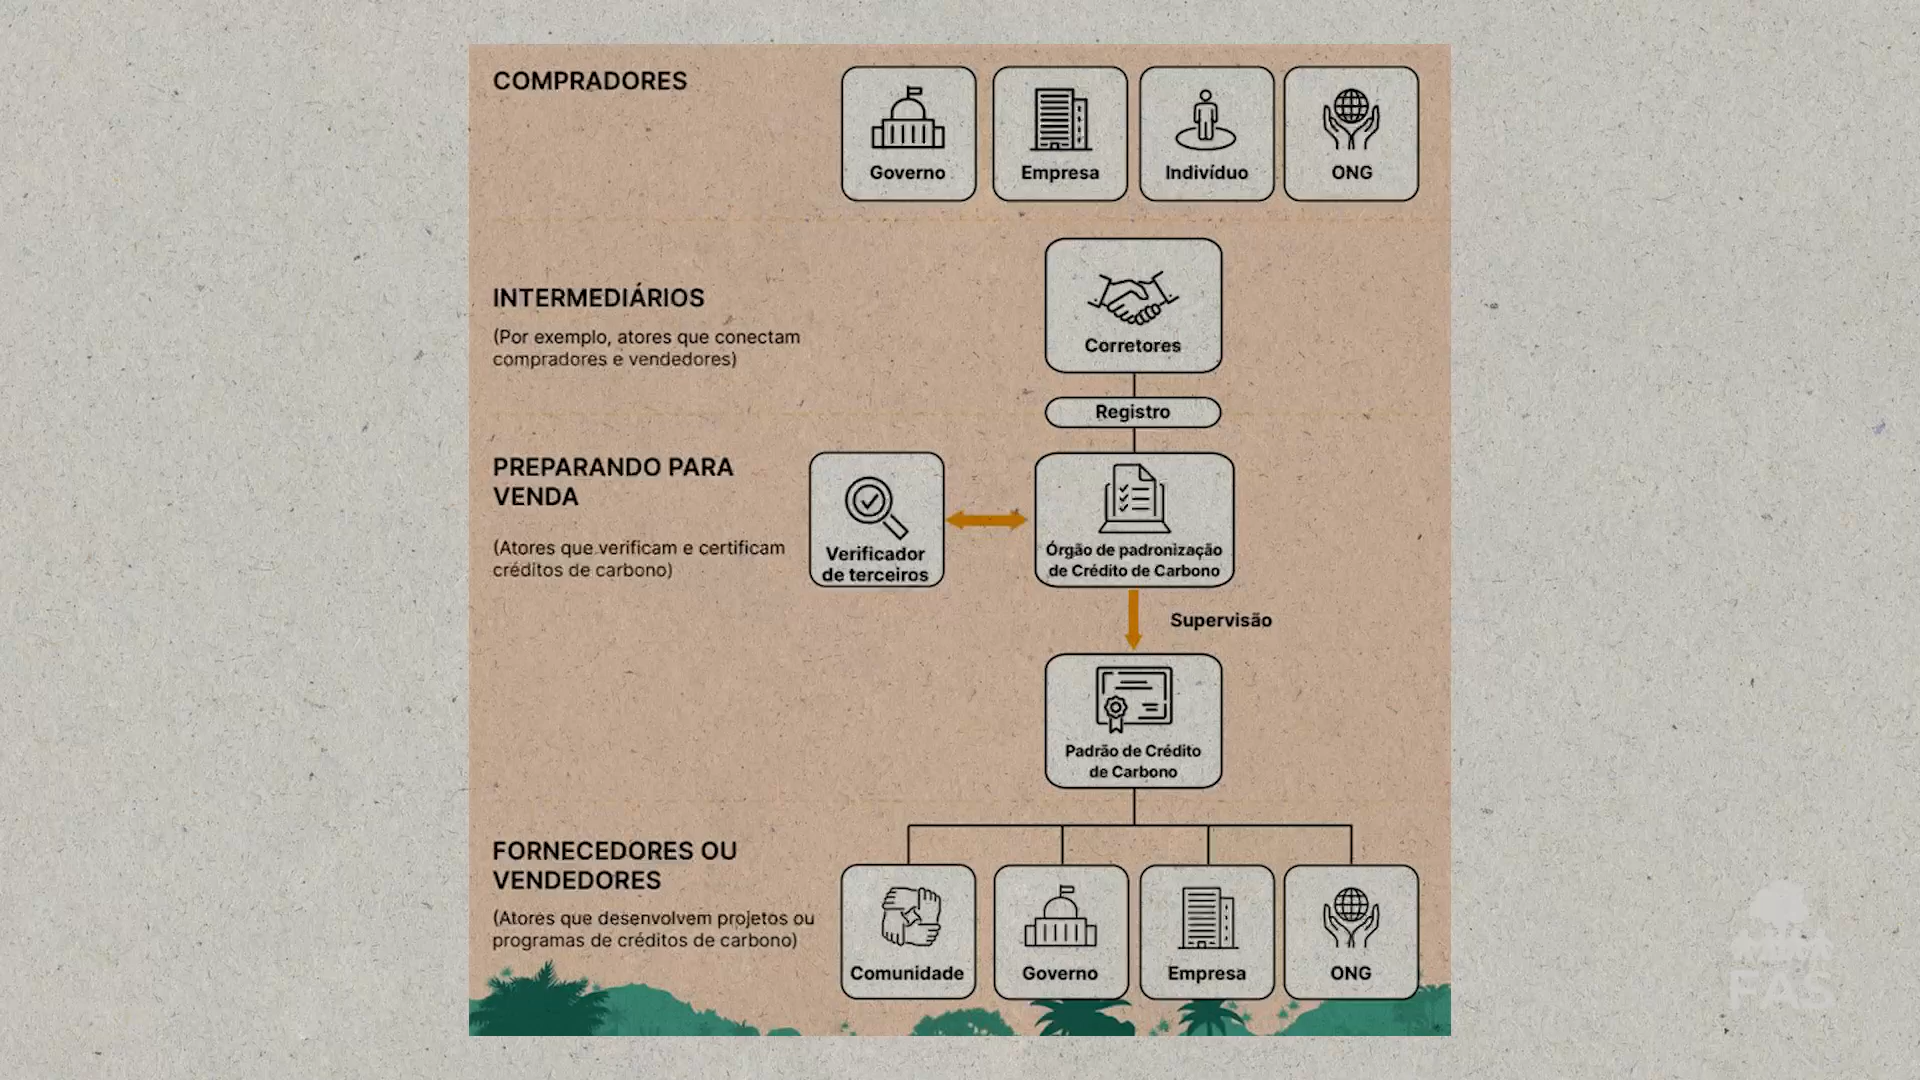 COMPRADORES
Governo
Empresa
Indivíduo
ONG
INTERMEDIÁRIOS
(Por exemplo, atores que conectam
compradores e vendedores)
Corretores
Registro
PREPARANDO PARA
VENDA
(Atores que verificam e certificam
créditos de carbono)
Verificador
de terceiros
Órgão de padronização
de Crédito de Carbono
Supervisão
Padrão de Crédito
de Carbono
FORNECEDORES OU
VENDEDORES
(Atores que desenvolvem projetos ou
programas de créditos de carbono)
Comunidade
Governo
Empresa
ONG
FAS